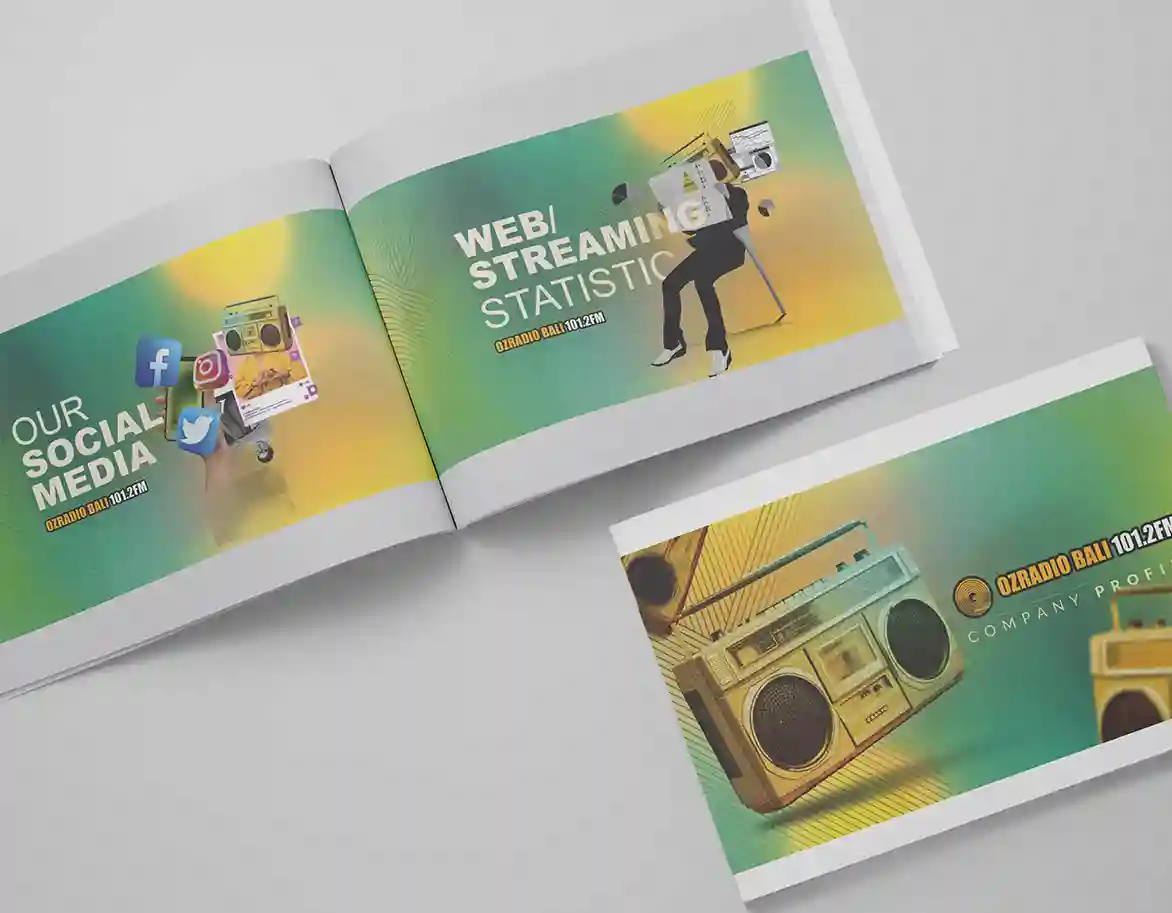 OUR
SOCIAL
MEDIA
OZRADIO BALI 101.2FM
WEB/
STREAMING
STATISTIC
OZRADIO BALI 101.2FM
OZRADIO BALI 101.2FM
COMPANY PROFI